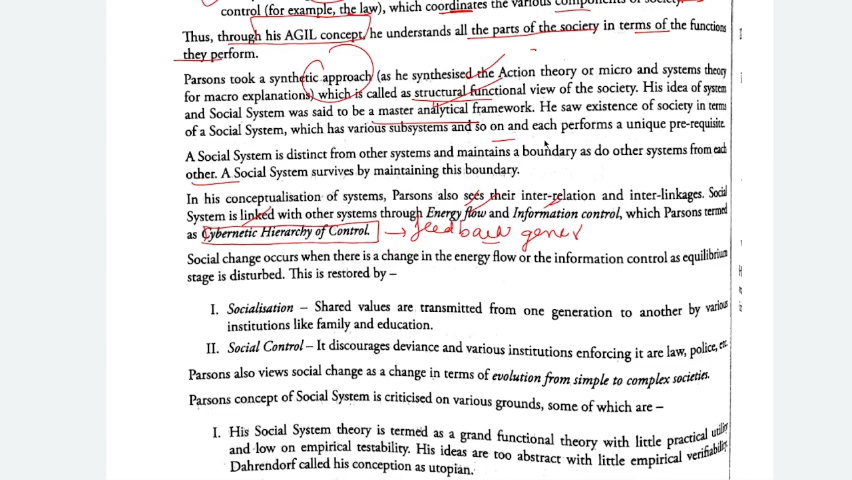 control (for example, the law), which coordinates the various components of society.
Thus, through his AGIL concept, he understands all the parts of the society in terms of the functions
they perform.
Parsons took a synthetic approach (as he synthesised the Action theory or micro and systems theory
for macro explanations) which is called as structural functional view of the society. His idea of system
and Social System was said to be a master analytical framework. He saw existence of society in terms
of a Social System, which has various subsystems and so on and each performs a unique pre-requisite.
A Social System is distinct from other systems and maintains a boundary as do other systems from each
other. A Social System survives by maintaining this boundary.
In his conceptualisation of systems, Parsons also sees their inter-relation and inter-linkages. Social
System is linked with other systems through Energy flow and Information control, which Parsons termed
as Cybernetic Hierarchy of Control. → feedback gener
Social change occurs when there is a change in the energy flow or the information control as equilibrium
stage is disturbed. This is restored by –
I. Socialisation – Shared values are transmitted from one generation to another by various
institutions like family and education.
II. Social Control – It discourages deviance and various institutions enforcing it are law, police, etc.
Parsons also views social change as a change in terms of evolution from simple to complex societies.
Parsons concept of Social System is criticised on various grounds, some of which are –
I. His Social System theory is termed as a grand functional theory with little practical utility
and low on empirical testability. His ideas are too abstract with little empirical verifiability.
Dahrendorf called his conception as utopian.